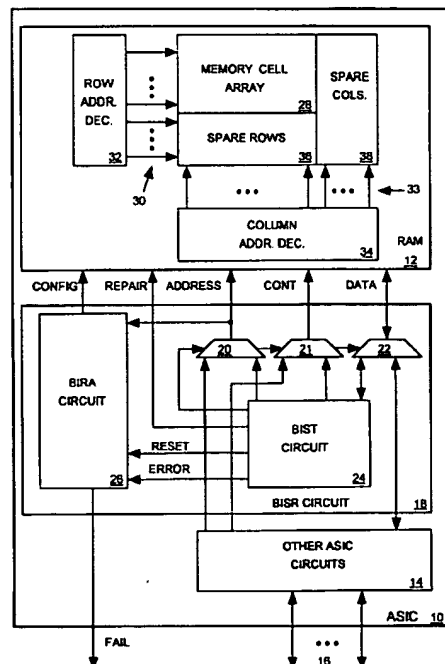 ROW
ADDR.
DEC.
32
MEMORY CELL
ARRAY
28
SPARE
COLS.
38
SPARE ROWS
36
30
33
COLUMN
ADDR. DEC.
34
RAM
12
CONFIG
REPAIR
ADDRESS
CONT
DATA
BIRA
CIRCUIT
26
20
21
22
BIST
CIRCUIT
24
RESET
ERROR
BISR CIRCUIT
18
OTHER ASIC
CIRCUITS
14
ASIC
10
FAIL
16